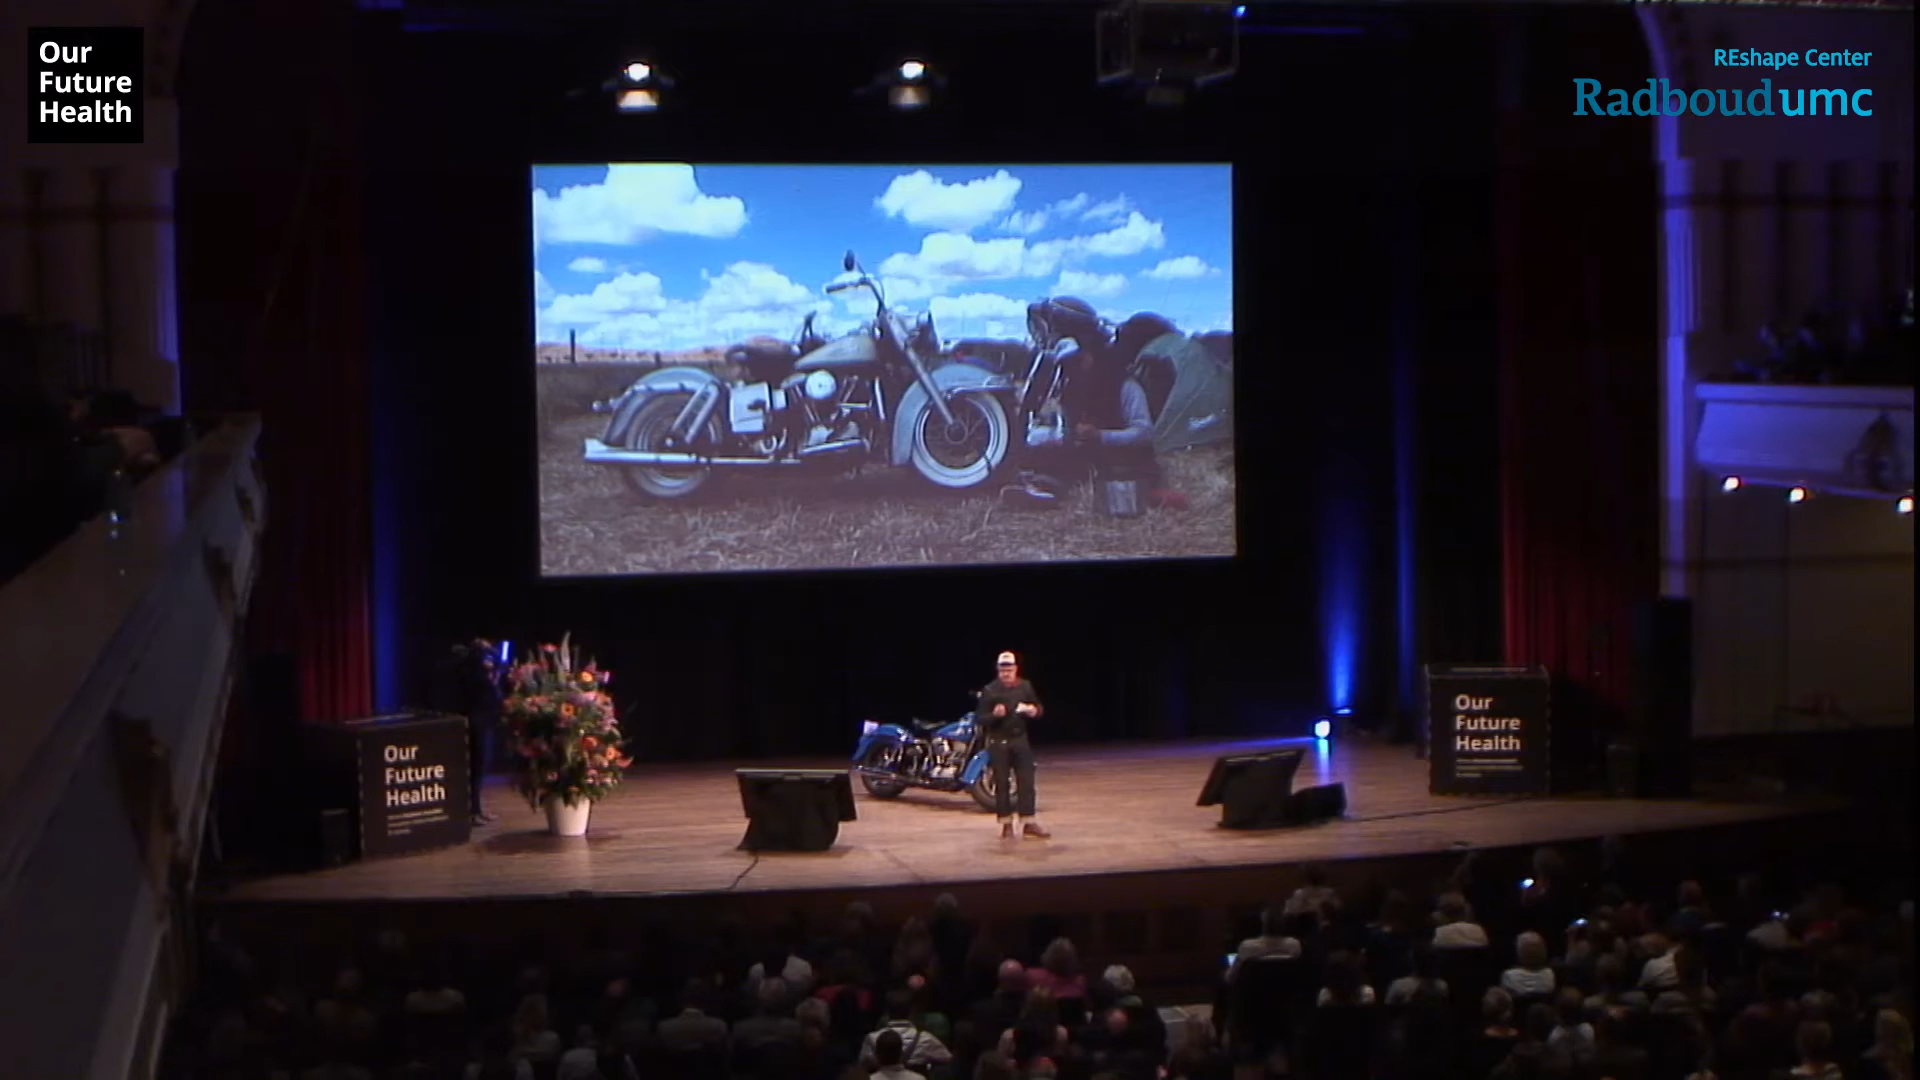 Our
Future
Health
REshape Center
Radboudumc
Our
Future
Health
Our
Future
Health